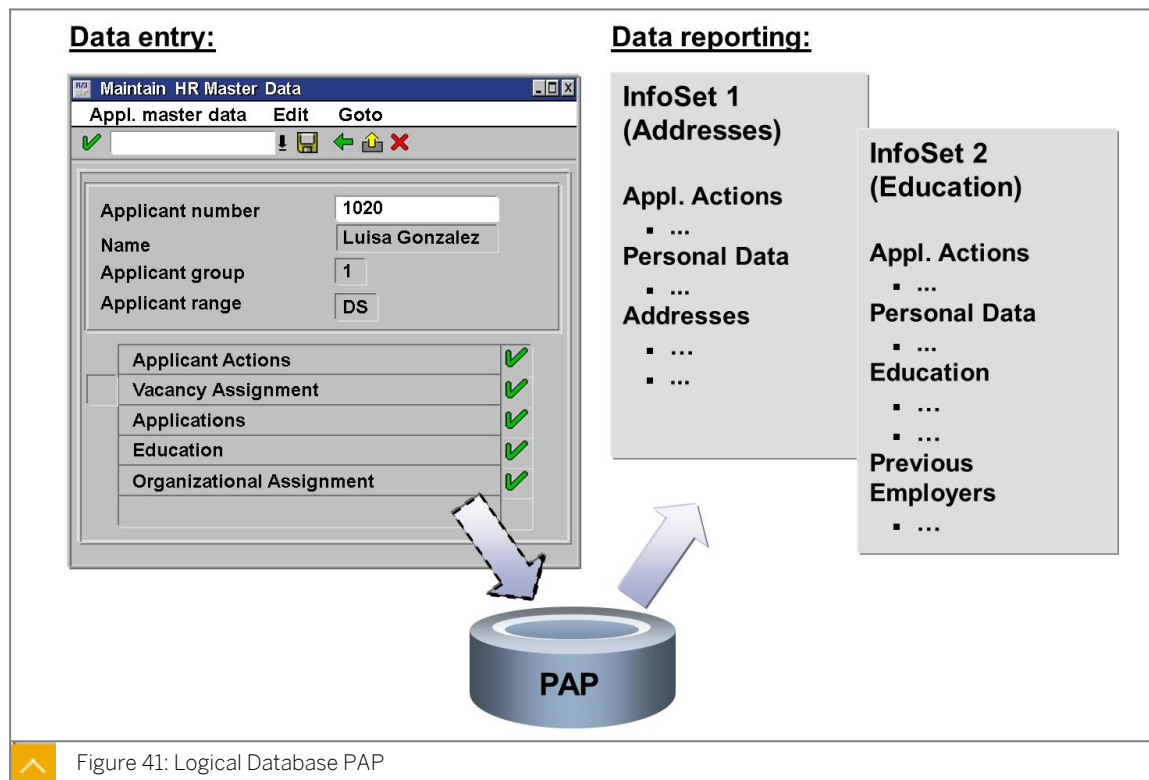 Data entry:
Data reporting:
Maintain HR Master Data
Appl. master data Edit Goto
Applicant number 1020
Name Luisa Gonzalez
Applicant group 1
Applicant range DS
Applicant Actions
Vacancy Assignment
Applications
Education
Organizational Assignment
InfoSet 1
(Addresses)
Appl. Actions
▪ ...
Personal Data
▪ ...
Addresses
▪ ...
▪ ...
InfoSet 2
(Education)
Appl. Actions
▪ ...
Personal Data
▪ ...
Education
▪ ...
▪ ...
Previous
Employers
▪ ...
PAP
Figure 41: Logical Database PAP